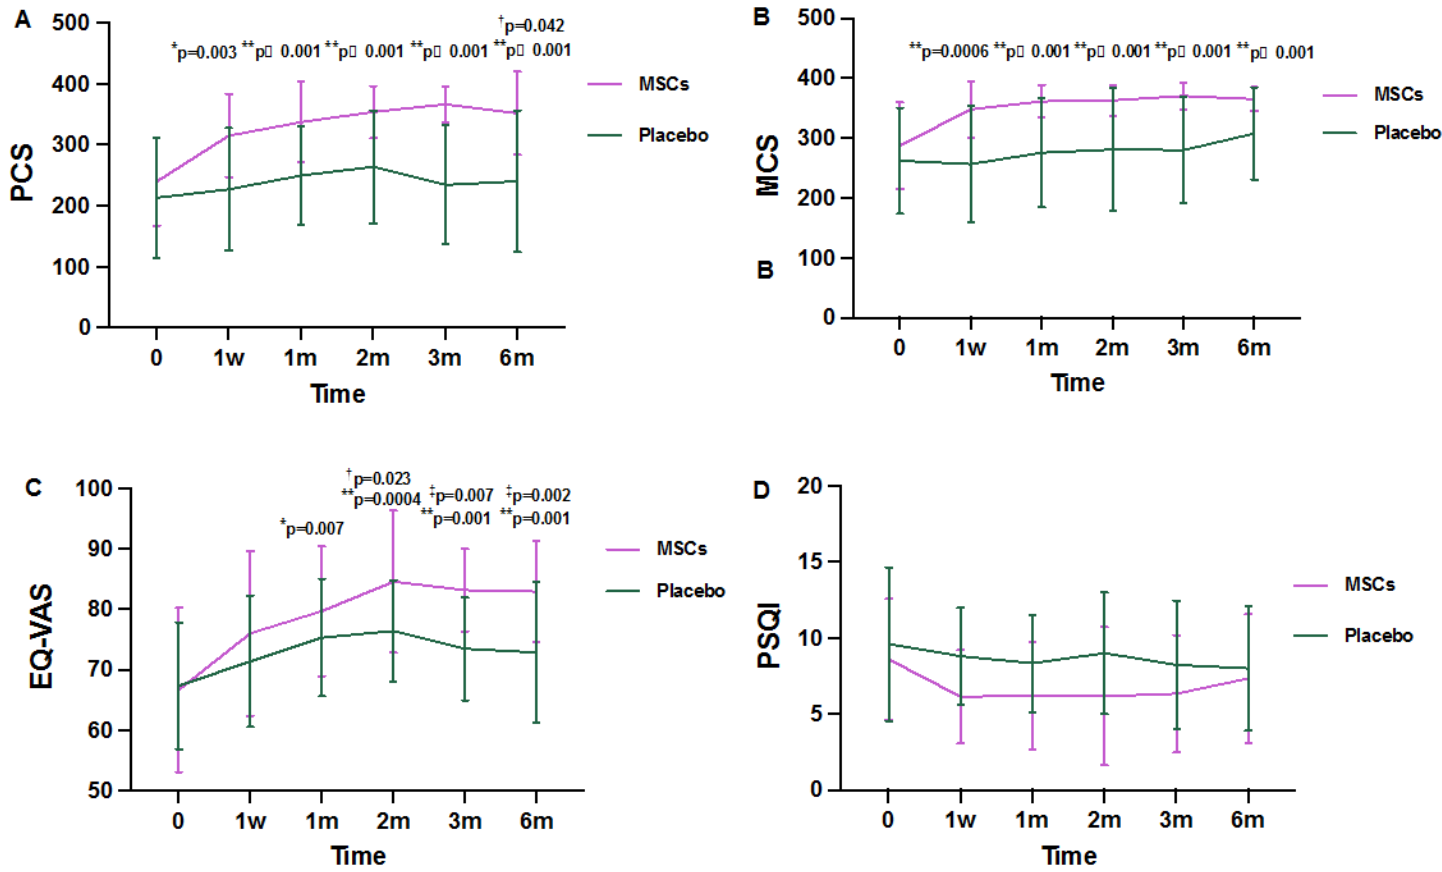 A
500
400
300
200
100
0
PCS
*p=0.003
**p▯ 0.001
**p▯ 0.001
**p▯ 0.001
†p=0.042
**p▯ 0.001
MSCs
Placebo
0 1w 1m 2m 3m 6m
Time
B
500
400
300
200
100
0
MCS
B
**p=0.0006
**p▯ 0.001
**p▯ 0.001
**p▯ 0.001
**p▯ 0.001
MSCs
Placebo
0 1w 1m 2m 3m 6m
Time
C
100
90
80
70
60
50
EQ-VAS
*p=0.007
†p=0.023
**p=0.0004
‡p=0.007
**p=0.001
‡p=0.002
**p=0.001
MSCs
Placebo
0 1w 1m 2m 3m 6m
Time
D
20
15
10
5
0
PSQI
MSCs
Placebo
0 1w 1m 2m 3m 6m
Time